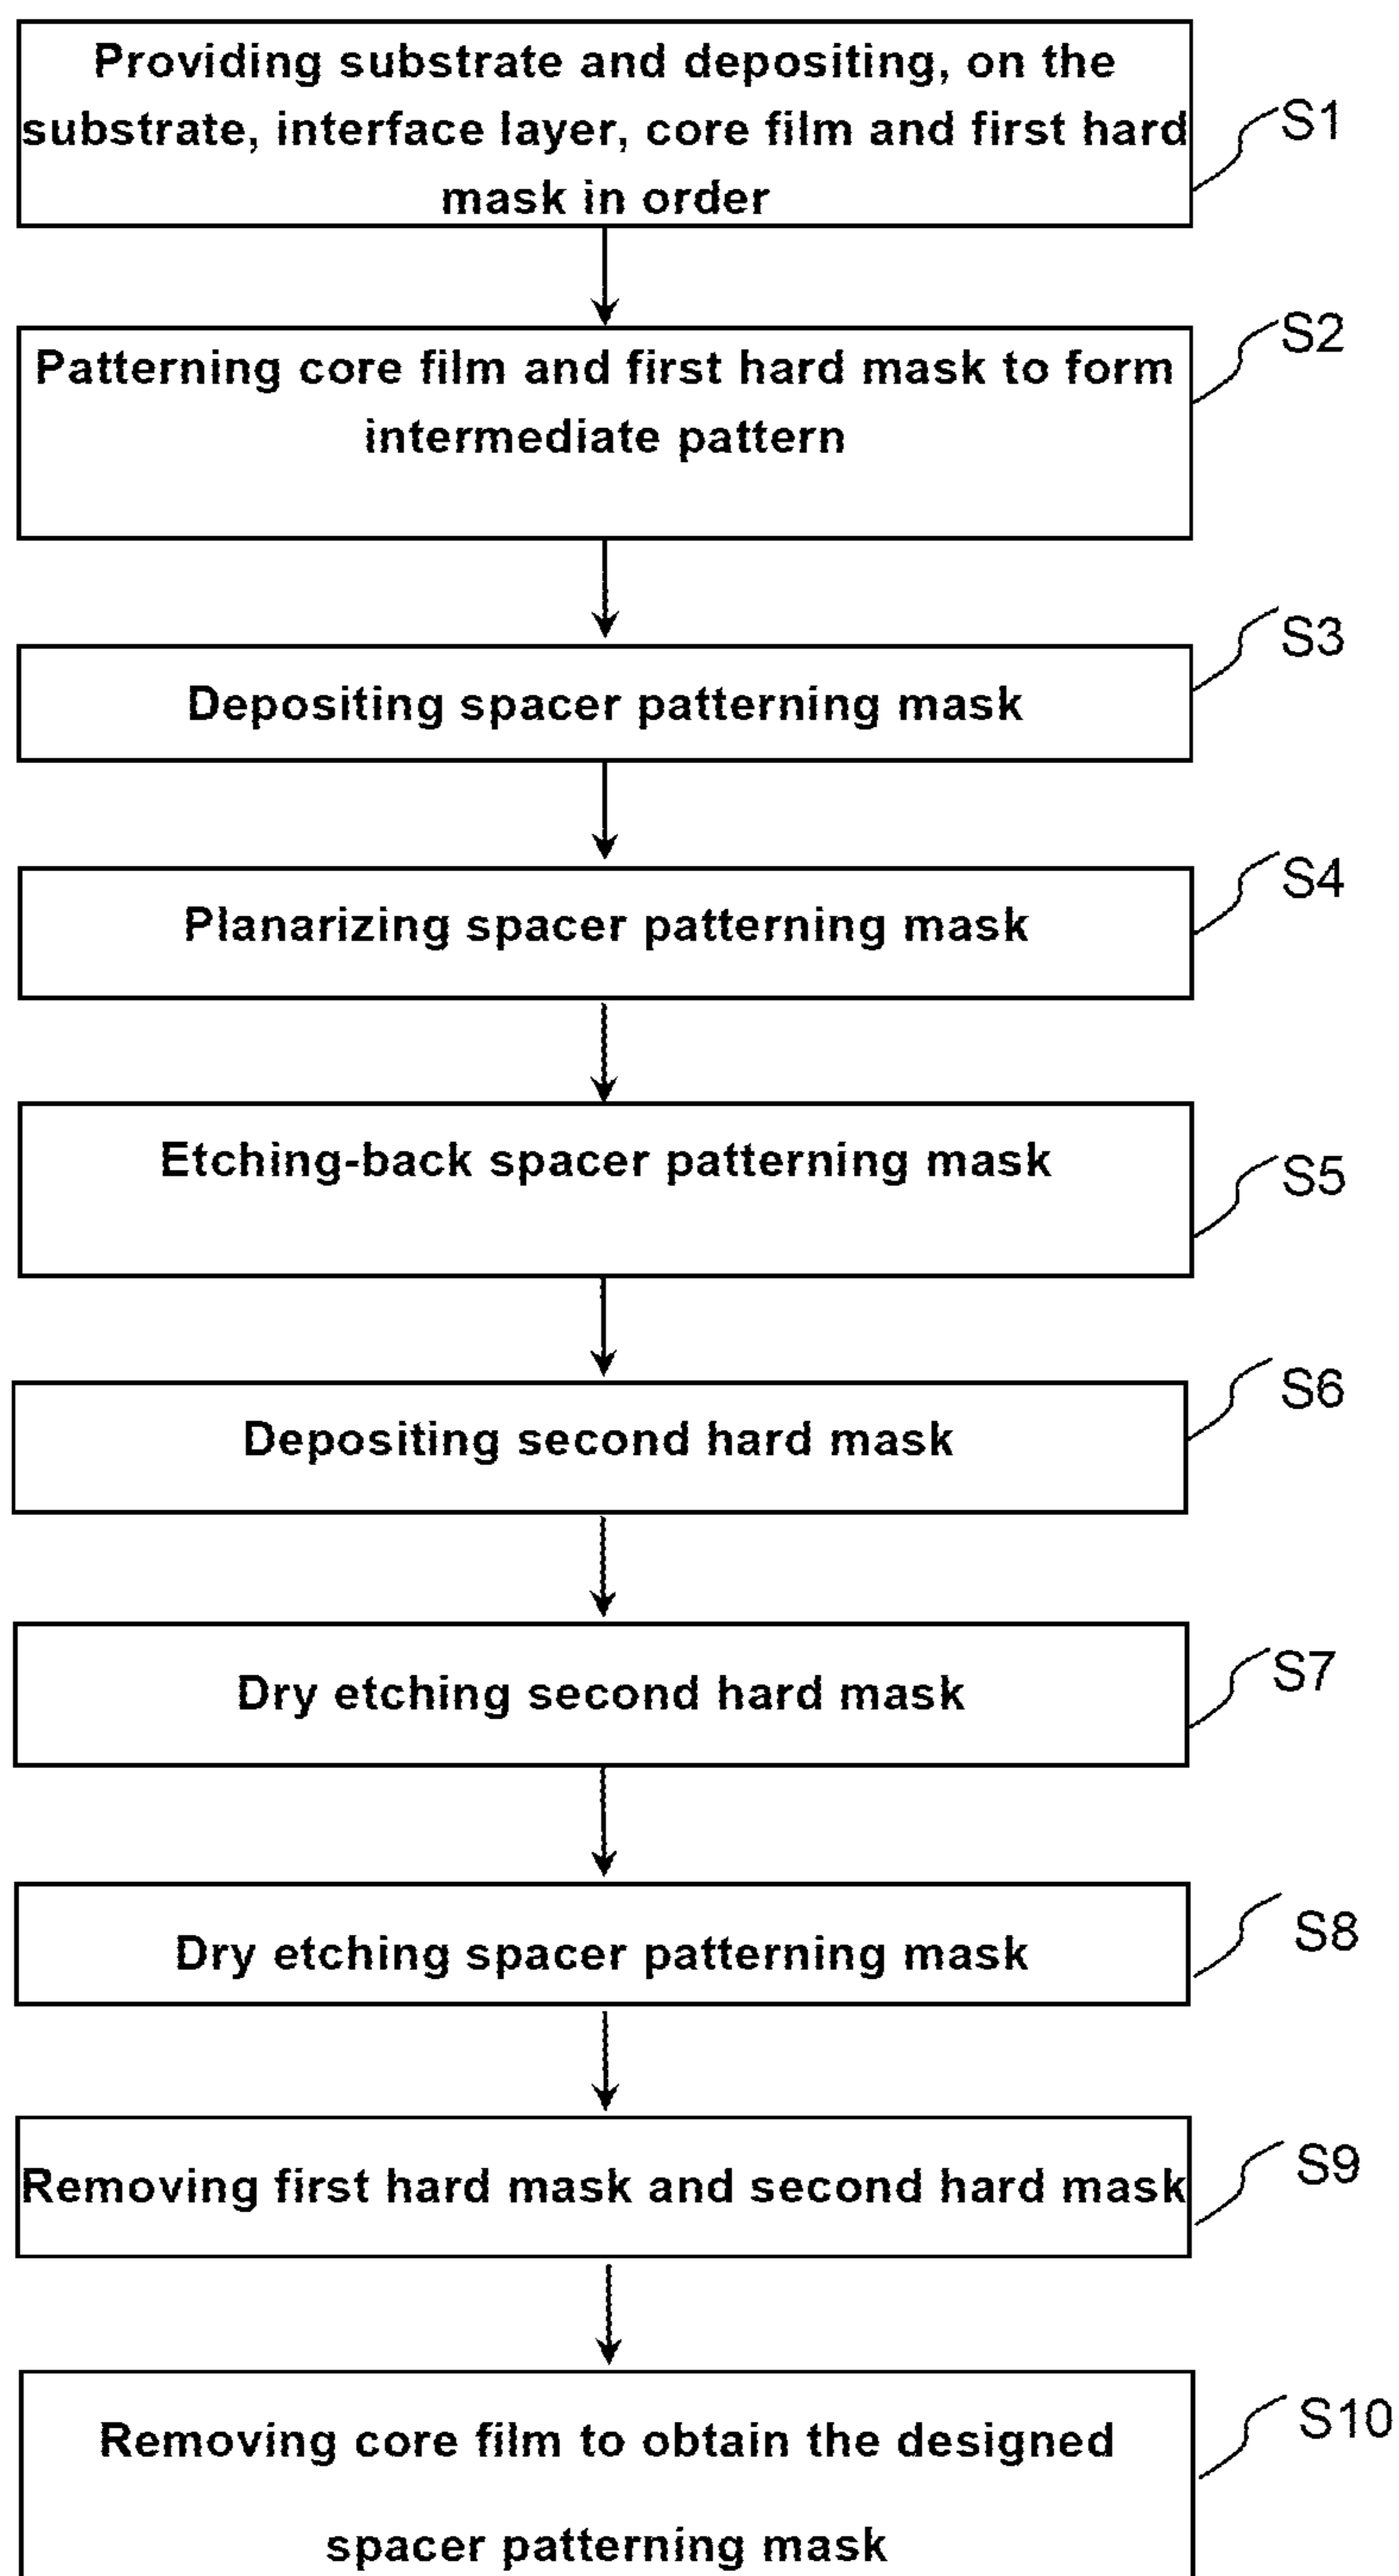 Providing substrate and depositing, on the
substrate, interface layer, core film and first hard
mask in order
S1
Patterning core film and first hard mask to form
intermediate pattern
S2
Depositing spacer patterning mask
S3
Planarizing spacer patterning mask
S4
Etching-back spacer patterning mask
S5
Depositing second hard mask
S6
Dry etching second hard mask
S7
Dry etching spacer patterning mask
S8
Removing first hard mask and second hard mask
S9
Removing core film to obtain the designed
spacer patterning mask
S10